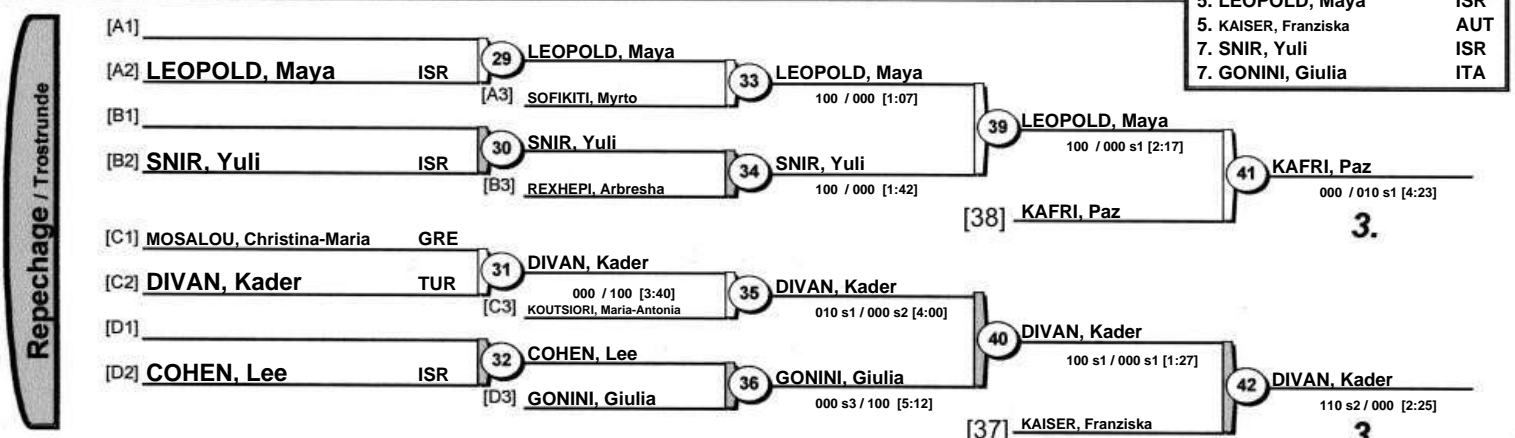 5. LEOPOLD, Maya ISR
5. KAISER, Franziska AUT
7. SNIR, Yuli ISR
7. GONINI, Giulia ITA
Repechage / Trostrunde
[A1]
[A2] LEOPOLD, Maya ISR
29 LEOPOLD, Maya
[A3] SOFIKITI, Myrto
33 LEOPOLD, Maya
100 / 000 [1:07]
[B1]
[B2] SNIR, Yuli ISR
30 SNIR, Yuli
[B3] REXHEPI, Arbresha
34 SNIR, Yuli
100 / 000 [1:42]
39 LEOPOLD, Maya
100 / 000 s1 [2:17]
[38] KAFRI, Paz
41 KAFRI, Paz
000 / 010 s1 [4:23]
3.
[C1] MOSALOU, Christina-Maria GRE
[C2] DIVAN, Kader TUR
31 DIVAN, Kader
000 / 100 [3:40]
[C3] KOUTSIORI, Maria-Antonia
35 DIVAN, Kader
010 s1 / 000 s2 [4:00]
[D1]
[D2] COHEN, Lee ISR
32 COHEN, Lee
[D3] GONINI, Giulia
36 GONINI, Giulia
000 s3 / 100 [5:12]
40 DIVAN, Kader
100 s1 / 000 s1 [1:27]
[37] KAISER, Franziska
42 DIVAN, Kader
110 s2 / 000 [2:25]
3